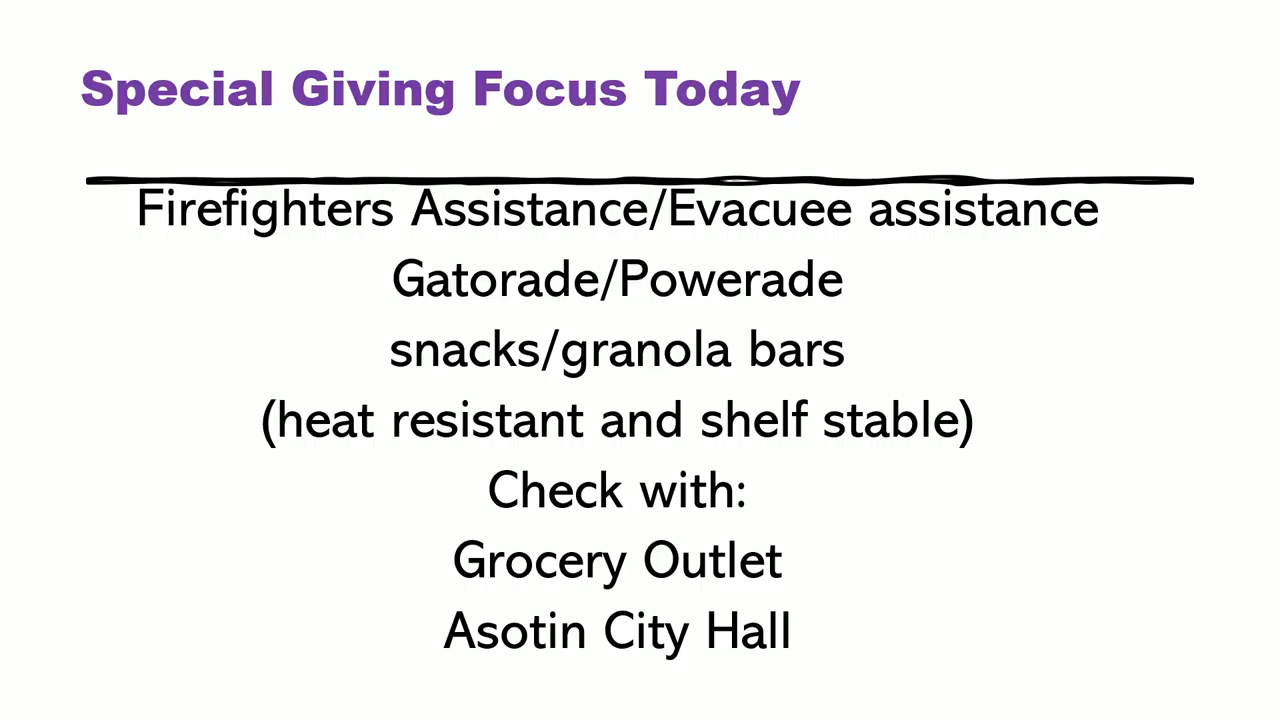 Special Giving Focus Today
Firefighters Assistance/Evacuee assistance
Gatorade/Powerade
snacks/granola bars
(heat resistant and shelf stable)
Check with:
Grocery Outlet
Asotin City Hall